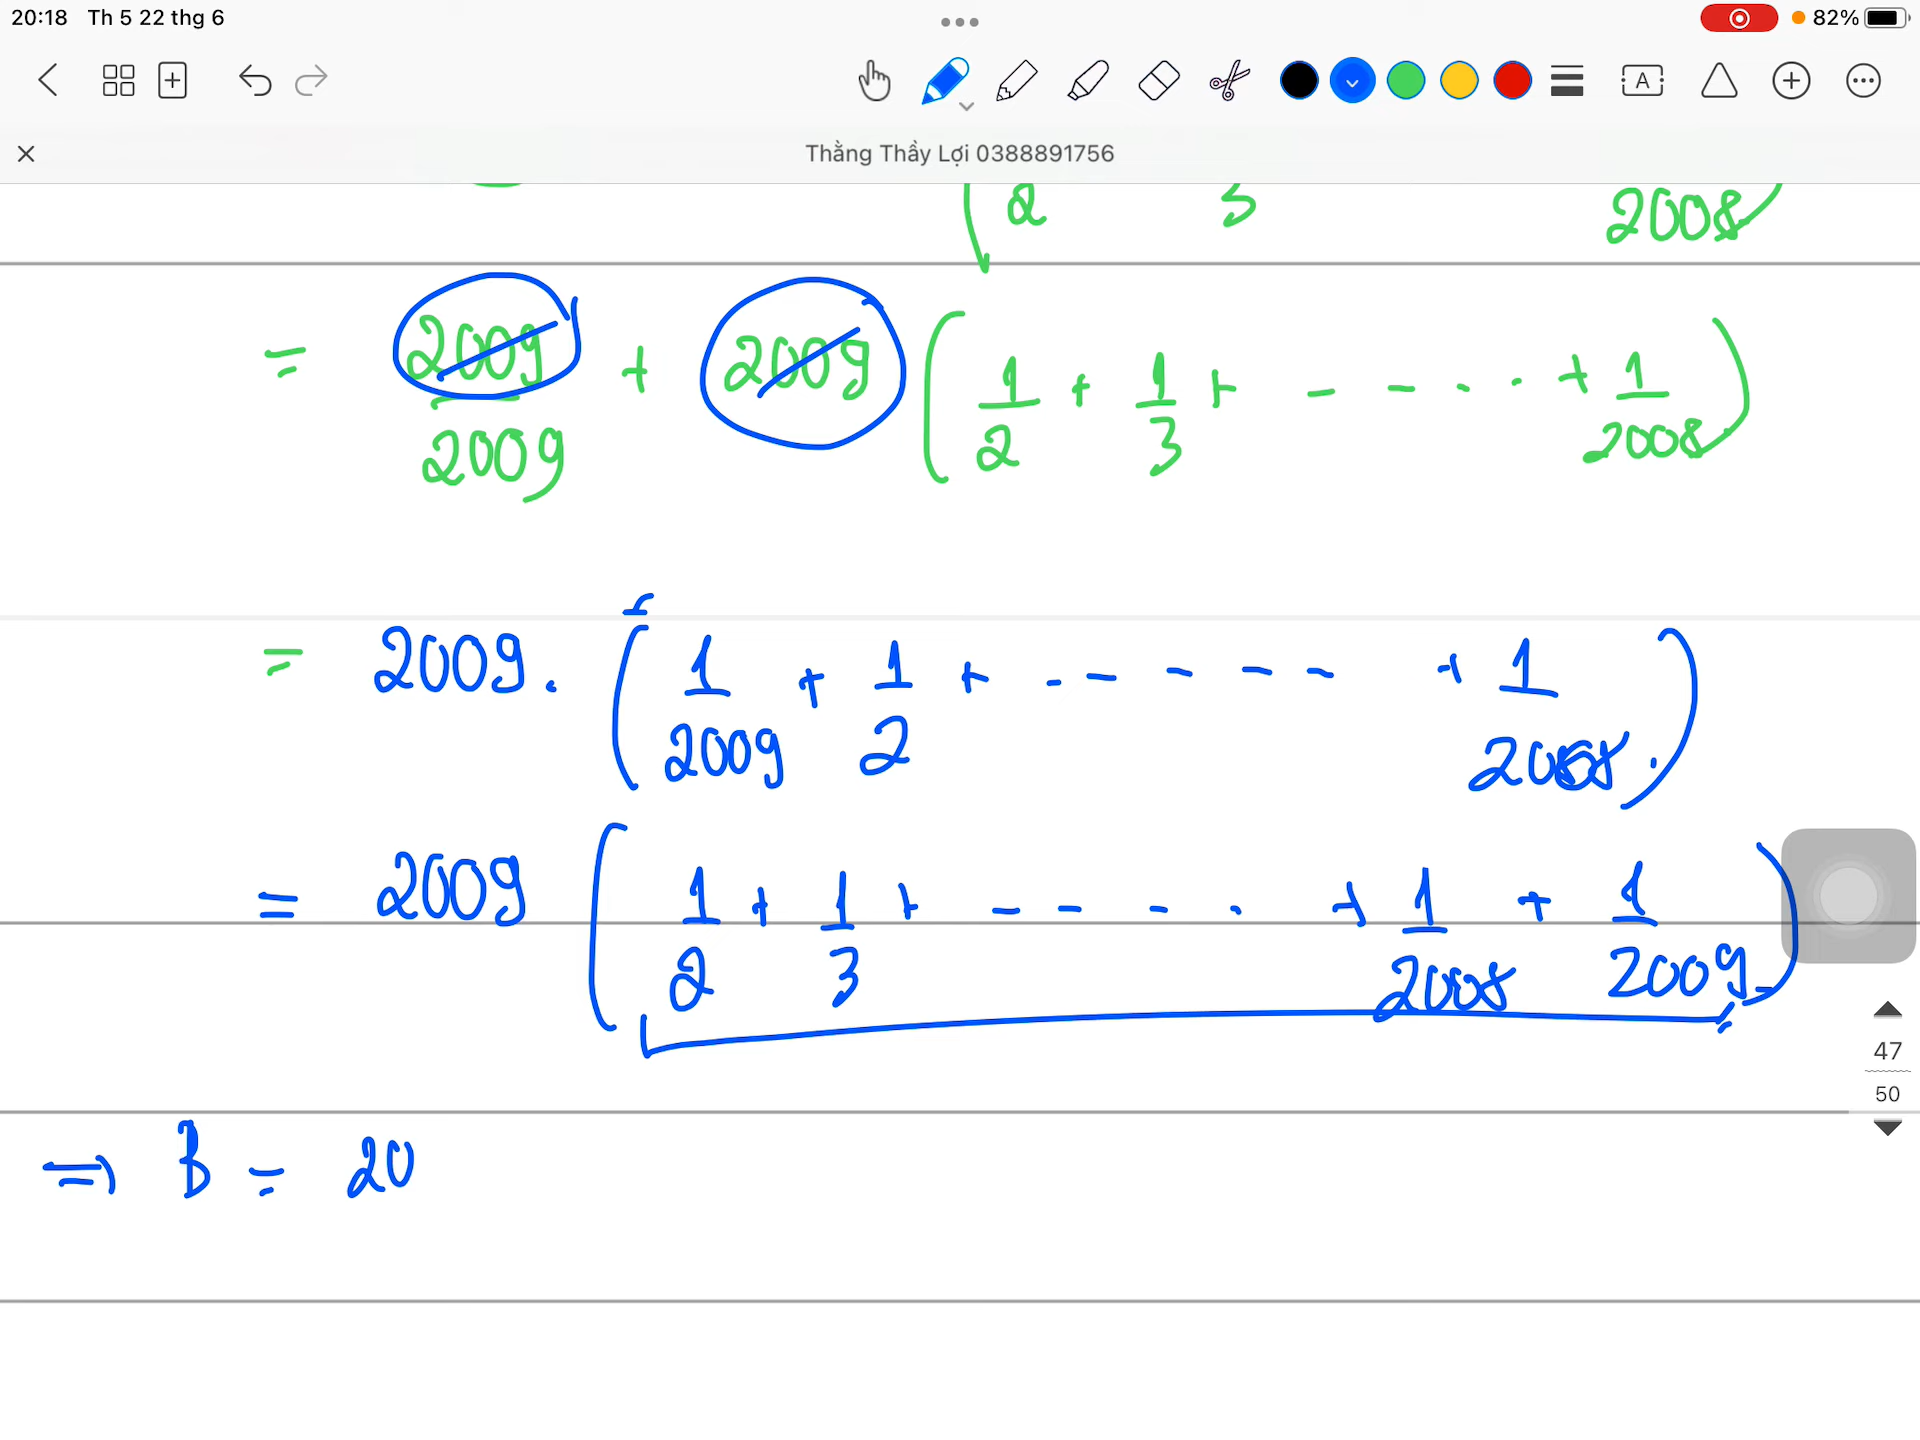 20:18 Th 5 22 thg 6 82%
A
Thằng Thầy Lợi 0388891756
2 3 2008
= 2009/2009 + 2009 (1/2 + 1/3 + - - - . . . + 1/2008)
= 2009. (1/2009 + 1/2 + - - - - - - + 1/2008.)
= 2009 (1/2 + 1/3 + - - - . + 1/2008 + 1/2009)
47
50
=> B = 20